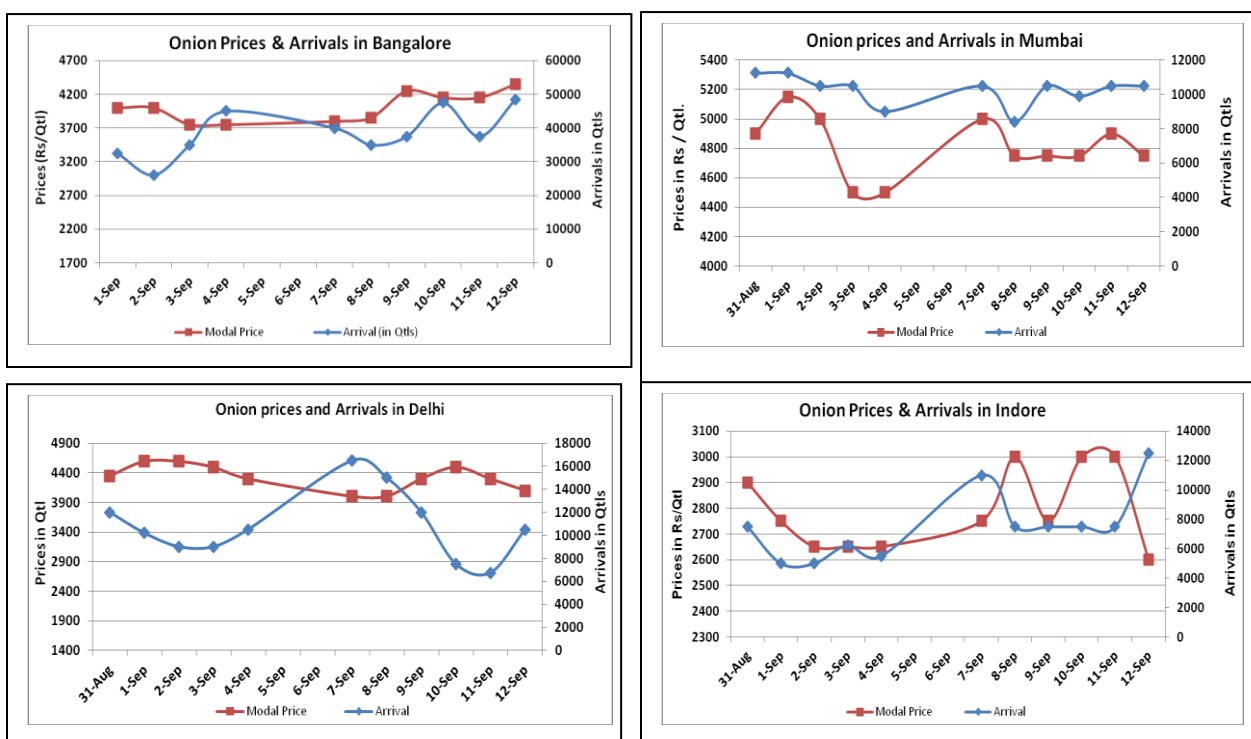 Onion Prices & Arrivals in Bangalore
Prices (Rs/Qtl)
4700
4200
3700
3200
2700
2200
1700
60000
50000
40000
30000
20000
10000
0
Arrivals in Qtls
1-Sep
2-Sep
3-Sep
4-Sep
5-Sep
6-Sep
7-Sep
8-Sep
9-Sep
10-Sep
11-Sep
12-Sep
Modal Price
Arrival (in Qtls)
Onion prices and Arrivals in Mumbai
Prices in Rs / Qtl.
5400
5200
5000
4800
4600
4400
4200
4000
12000
10000
8000
6000
4000
2000
0
Arrivals in Qtls
31-Aug
1-Sep
2-Sep
3-Sep
4-Sep
5-Sep
6-Sep
7-Sep
8-Sep
9-Sep
10-Sep
11-Sep
12-Sep
Modal Price
Arrival
Onion prices and Arrivals in Delhi
Prices in Qtl
4900
4400
3900
3400
2900
2400
1900
1400
18000
16000
14000
12000
10000
8000
6000
4000
2000
0
Arrivals in Qtls
31-Aug
1-Sep
2-Sep
3-Sep
4-Sep
5-Sep
6-Sep
7-Sep
8-Sep
9-Sep
10-Sep
11-Sep
12-Sep
Modal Price
Arrival
Onion Prices & Arrivals in Indore
Prices in Rs/Qtl
3100
3000
2900
2800
2700
2600
2500
2400
2300
14000
12000
10000
8000
6000
4000
2000
0
Arrivals in Qtls
31-Aug
1-Sep
2-Sep
3-Sep
4-Sep
5-Sep
6-Sep
7-Sep
8-Sep
9-Sep
10-Sep
11-Sep
12-Sep
Modal Price
Arrival